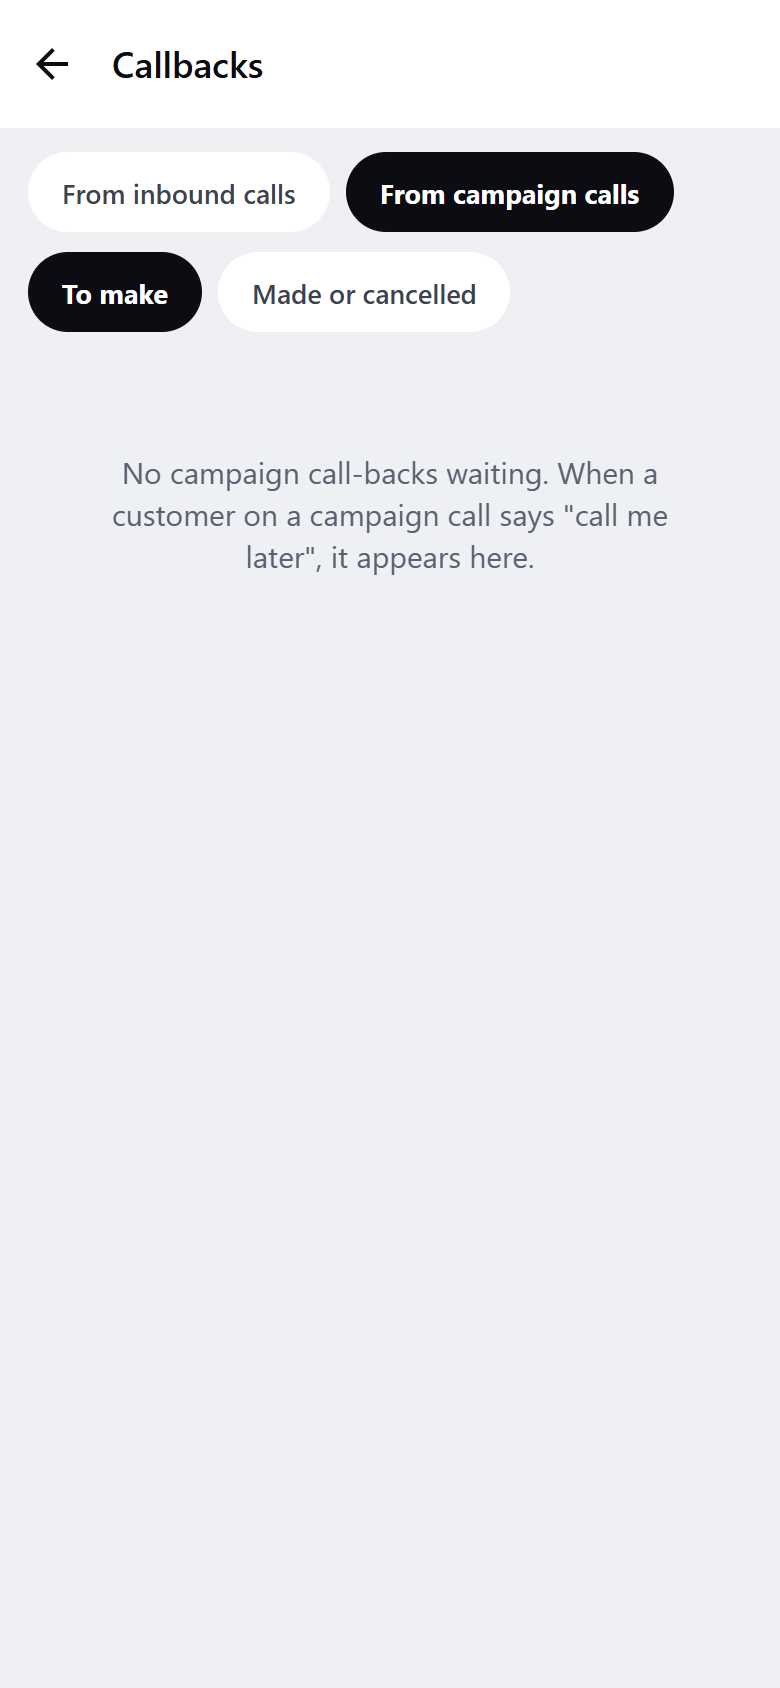 Callbacks
From inbound calls
From campaign calls
To make
Made or cancelled
No campaign call-backs waiting. When a
customer on a campaign call says "call me
later", it appears here.